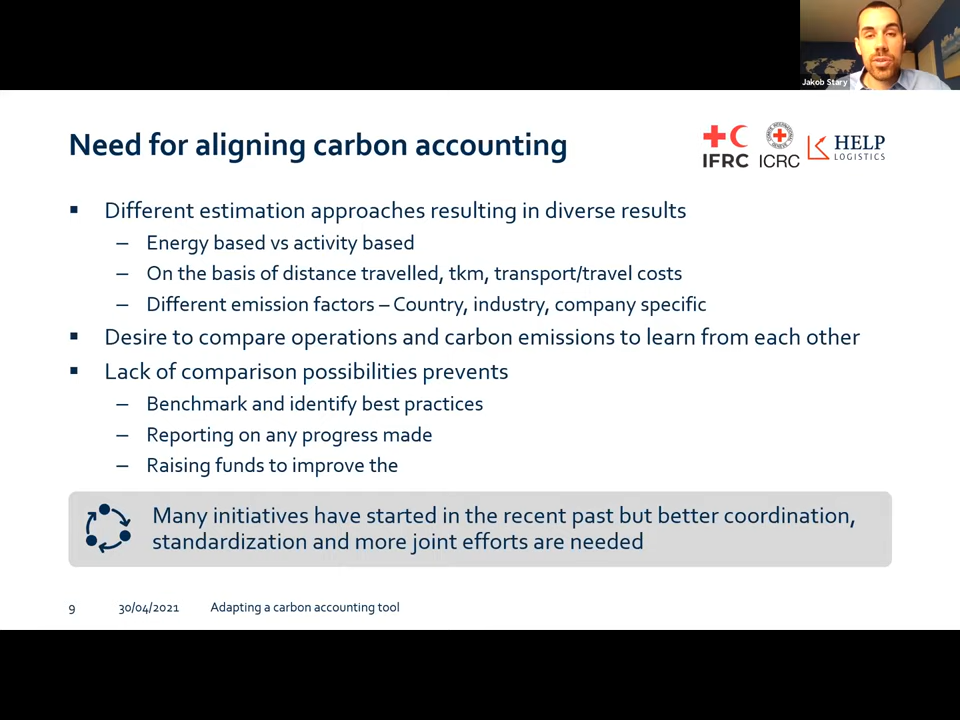 Jakob Stary
Need for aligning carbon accounting
IFRC
ICRC
HELP
LOGISTICS
▪ Different estimation approaches resulting in diverse results
– Energy based vs activity based
– On the basis of distance travelled, tkm, transport/travel costs
– Different emission factors – Country, industry, company specific
▪ Desire to compare operations and carbon emissions to learn from each other
▪ Lack of comparison possibilities prevents
– Benchmark and identify best practices
– Reporting on any progress made
– Raising funds to improve the
Many initiatives have started in the recent past but better coordination,
standardization and more joint efforts are needed
9 30/04/2021 Adapting a carbon accounting tool